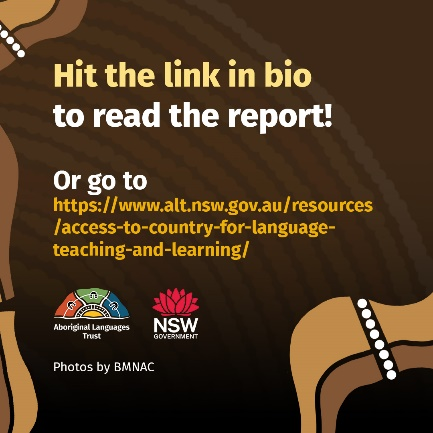 Hit the link in bio
to read the report!
Or go to
https://www.alt.nsw.gov.au/resources
/access-to-country-for-language-
teaching-and-learning/
Aboriginal Languages
Trust
NSW
GOVERNMENT
Photos by BMNAC